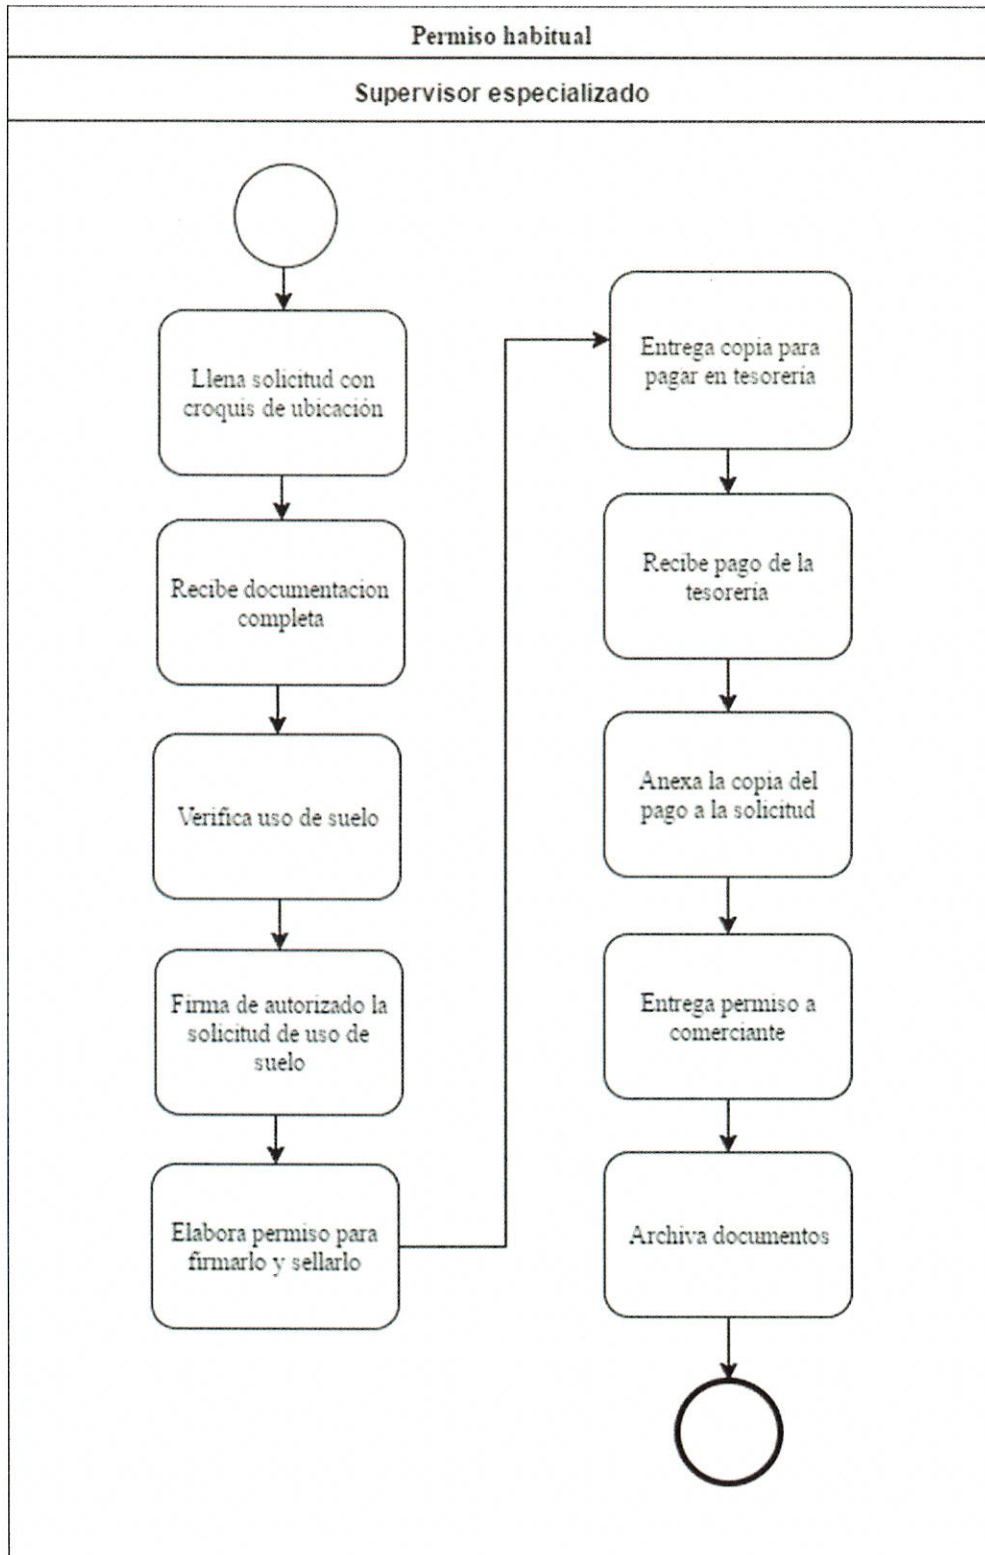 Permiso habitual
Supervisor especializado
Llena solicitud con
croquis de ubicación
Recibe documentacion
completa
Verifica uso de suelo
Firma de autorizado la
solicitud de uso de
suelo
Elabora permiso para
firmarlo y sellarlo
Entrega copia para
pagar en tesorería
Recibe pago de la
tesorería
Anexa la copia del
pago a la solicitud
Entrega permiso a
comerciante
Archiva documentos